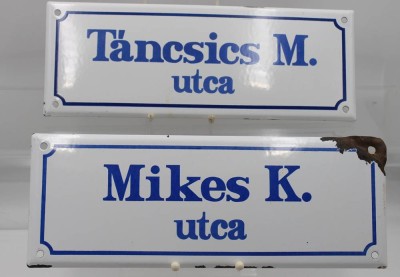 Táncsics M.
utca
Mikes K.
utca